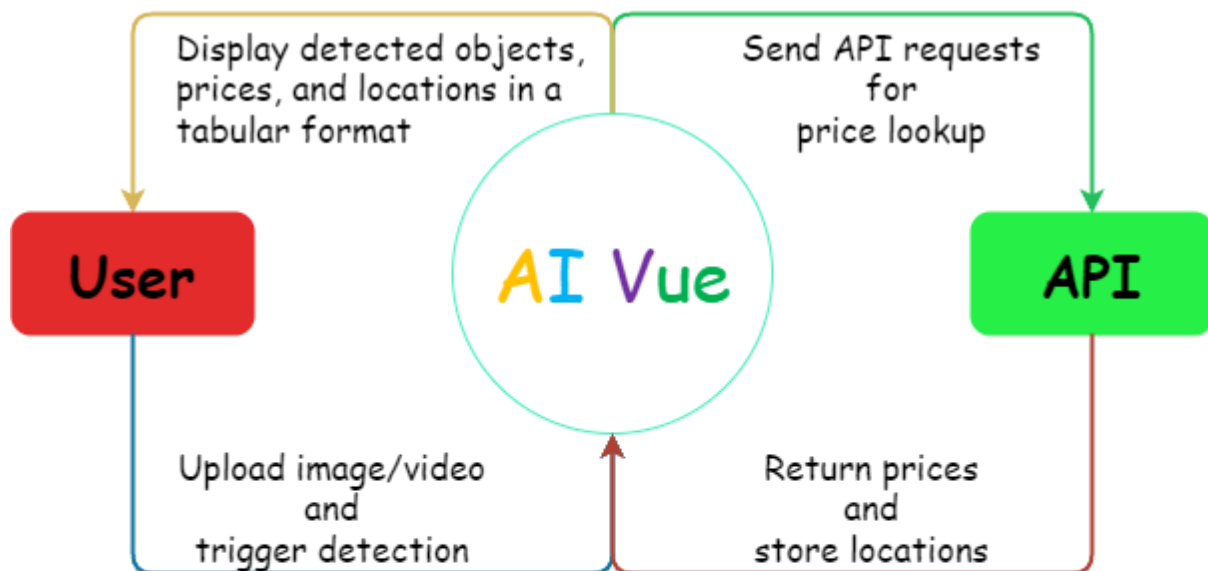 Display detected objects,
prices, and locations in a
tabular format
Send API requests
for
price lookup
User
AI Vue
API
Upload image/video
and
trigger detection
Return prices
and
store locations